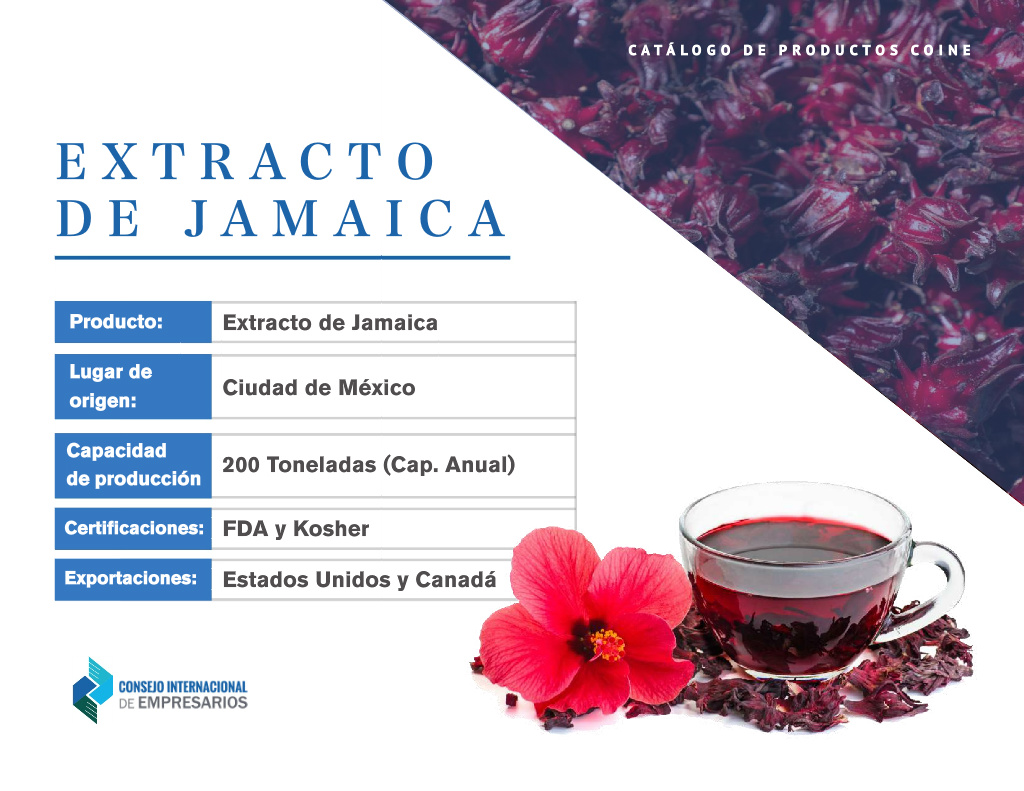 CATÁLOGO DE PRODUCTOS COINE
EXTRACTO
DE JAMAICA
Producto:
Extracto de Jamaica
Lugar de
origen:
Ciudad de México
Capacidad
de producción
200 Toneladas (Cap. Anual)
Certificaciones:
FDA y Kosher
Exportaciones:
Estados Unidos y Canadá
CONSEJO INTERNACIONAL
DE EMPRESARIOS